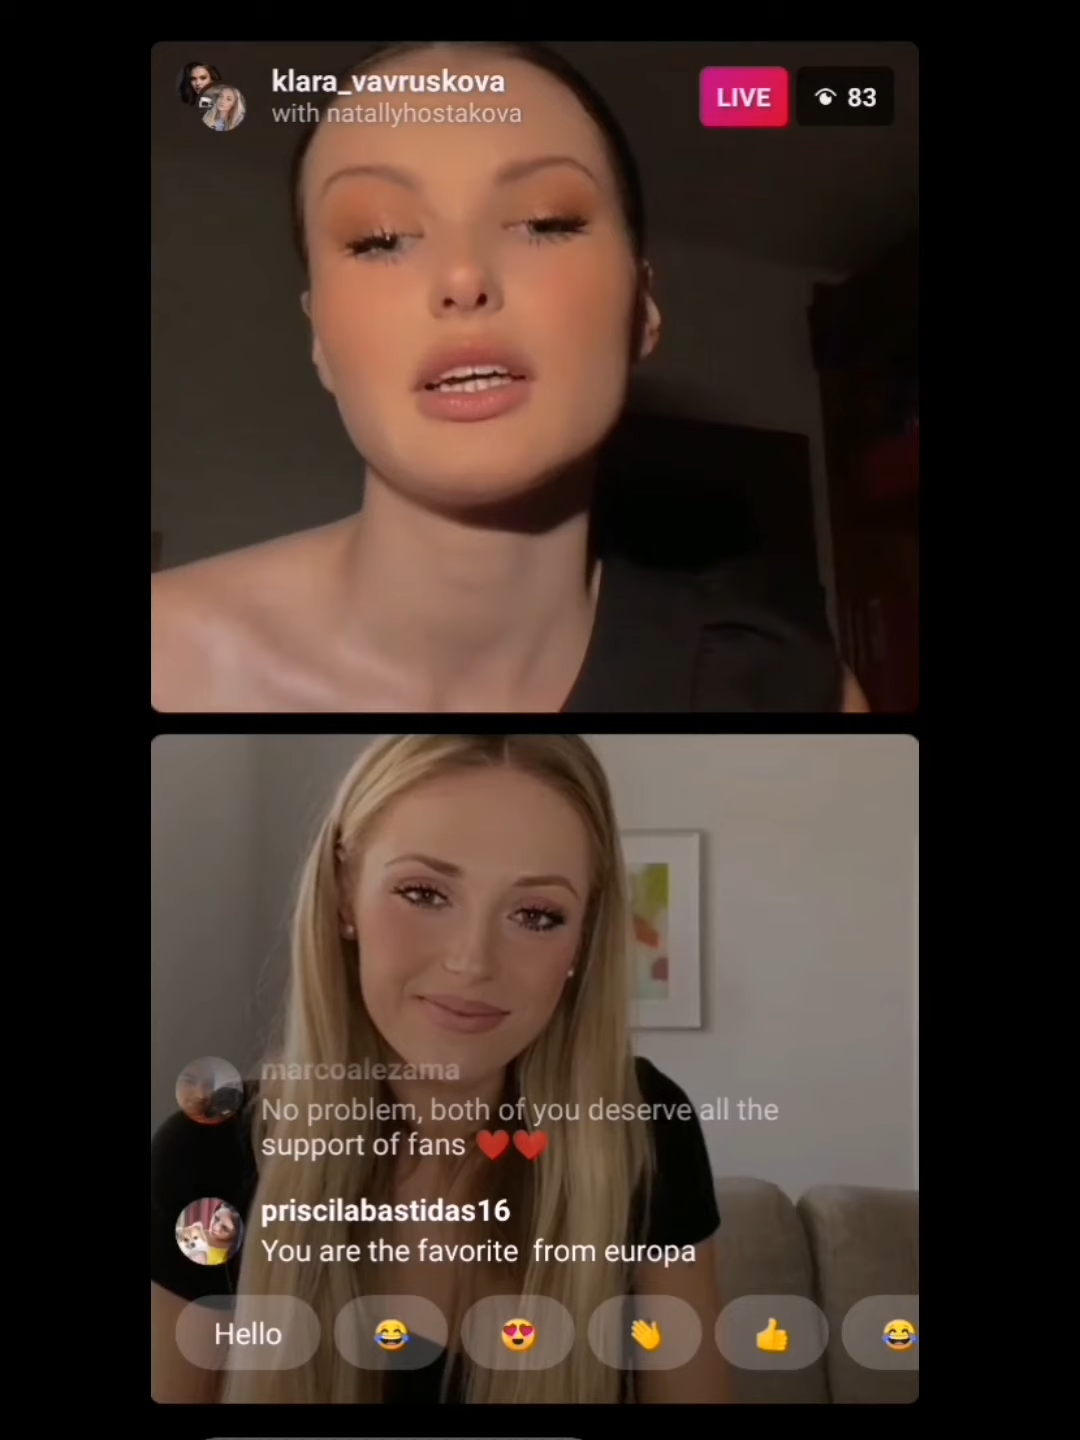 klara_vavruskova
with natallyhostakova
LIVE
83
marcoalezama
No problem, both of you deserve all the
support of fans ❤️❤️
priscilabastidas16
You are the favorite from europa
Hello